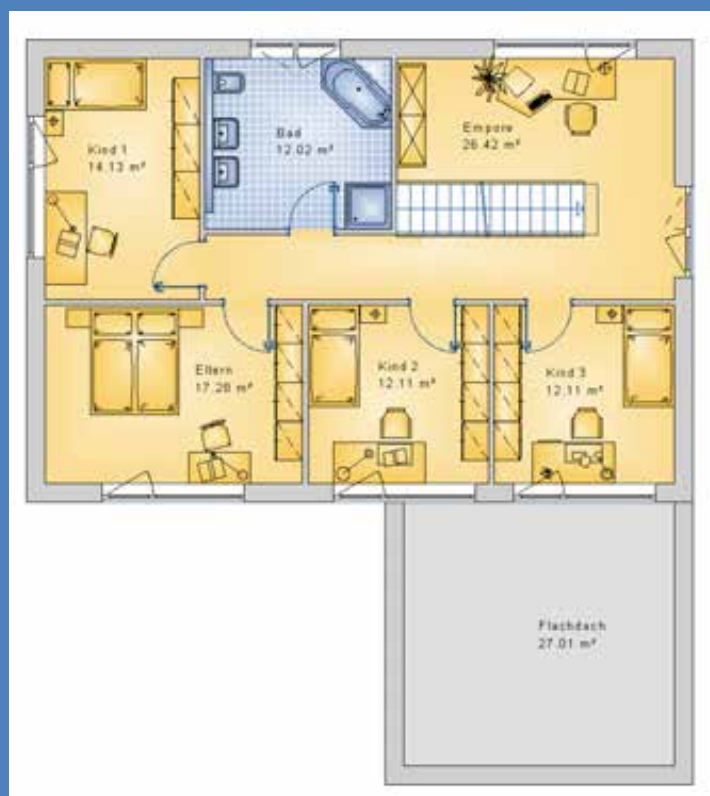 Kind 1
14.13 m²
Bad
12.02 m²
Empore
26.42 m²
Eltern
17.28 m²
Kind 2
12.11 m²
Kind 3
12.11 m²
Flachdach
27.01 m²